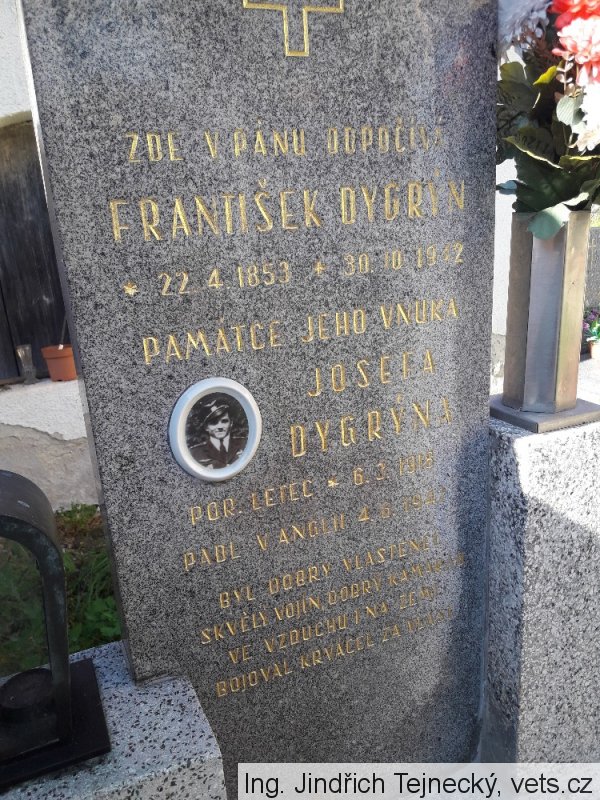 ZDE V PÁNU ODPOČÍVÁ
FRANTIŠEK DYGRÝN
* 22. 4. 1853 + 30. 10. 1942
PAMÁTCE JEHO VNUKA
JOSEFA
DYGRÝNA
POR. LETEC * 6. 3. 1918
PADL V ANGLII 4. 6. 1942
BYL DOBRÝ VLASTENEC
SKVĚLÝ VOJÍN, DOBRÝ KAMARÁD
VE VZDUCHU I NA ZEMI
BOJOVAL KRVÁCEL ZA VLAST
Ing. Jindřich Tejnecký, vets.cz